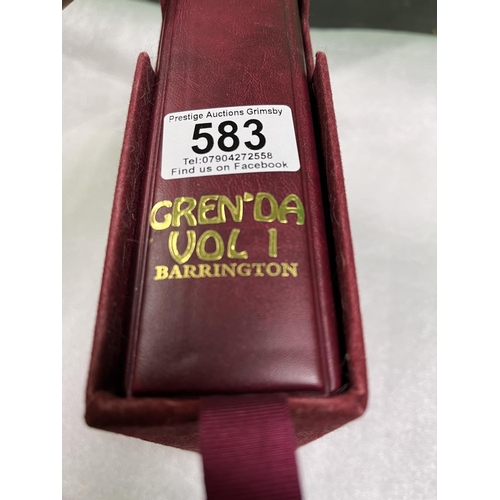 Prestige Auctions Grimsby
583
Tel:07904272558
Find us on Facebook
GREN'DA
VOL 1
BARRINGTON